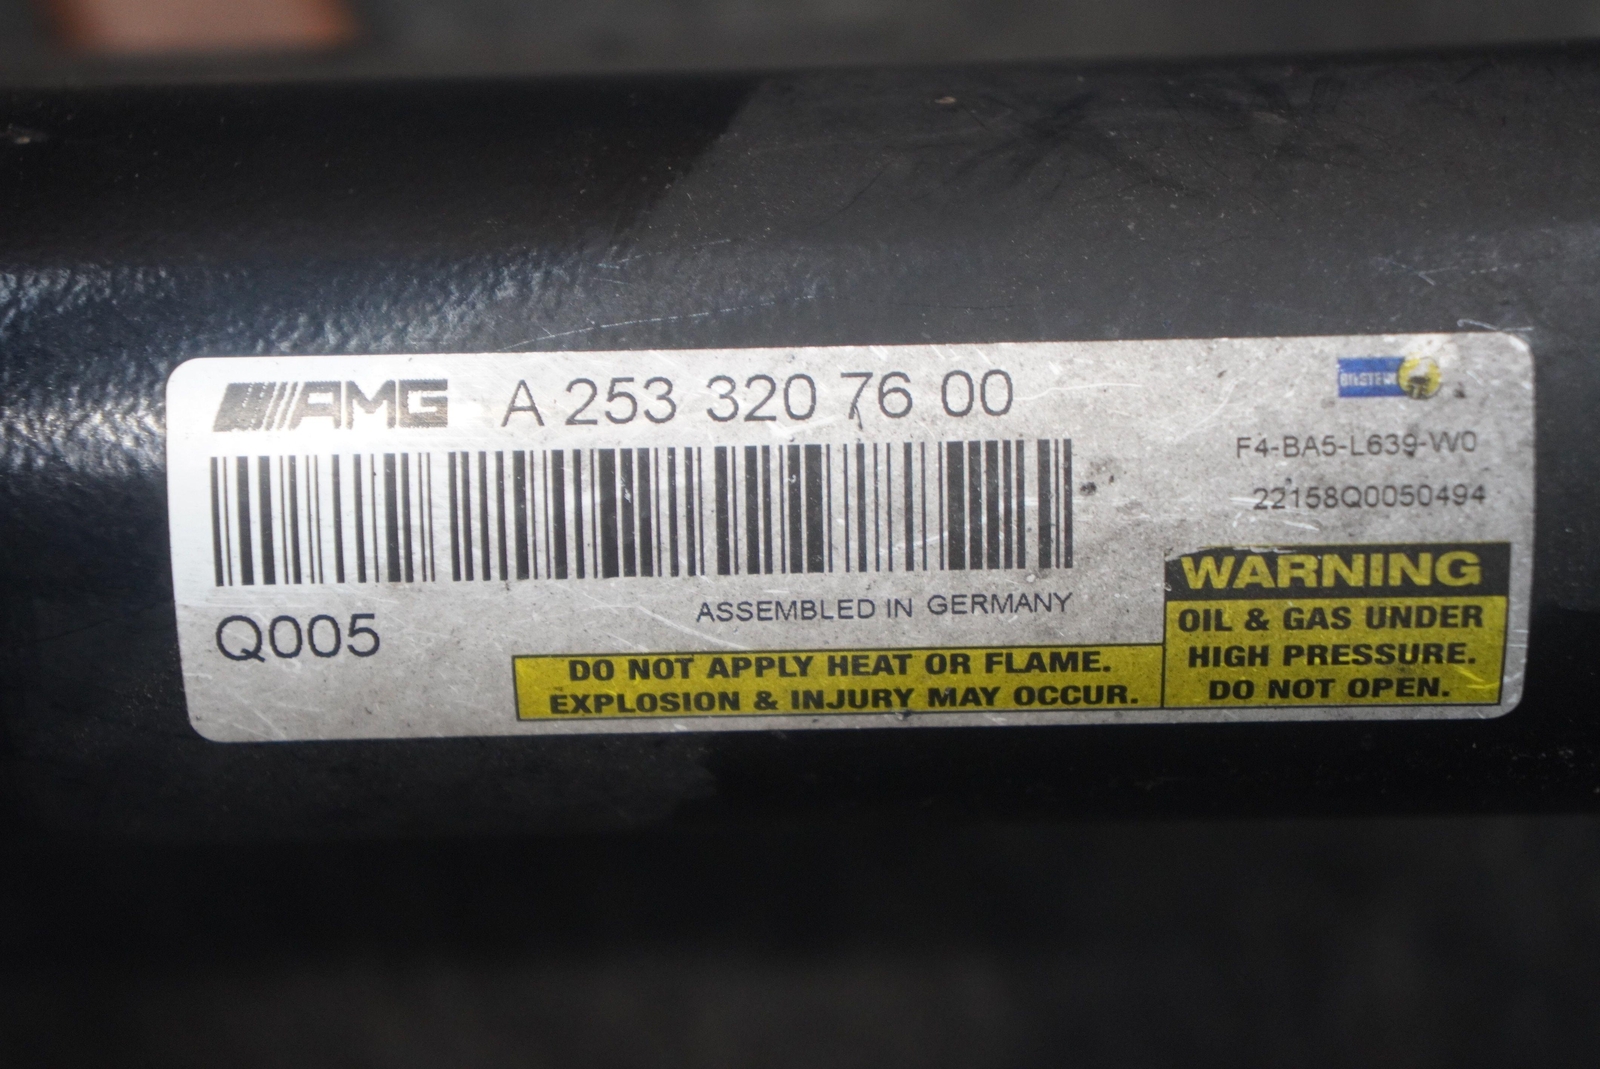 AMG A 253 320 76 00
BILSTEIN
F4-BA5-L639-W0
22158Q0050494
ASSEMBLED IN GERMANY
Q005
WARNING
OIL & GAS UNDER
HIGH PRESSURE.
DO NOT OPEN.
DO NOT APPLY HEAT OR FLAME.
EXPLOSION & INJURY MAY OCCUR.